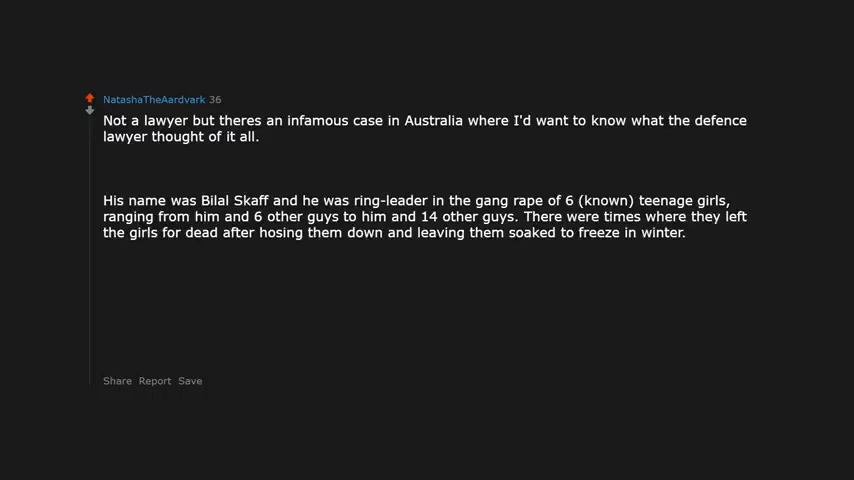 NatashaTheAardvark 36
Not a lawyer but theres an infamous case in Australia where I'd want to know what the defence
lawyer thought of it all.
His name was Bilal Skaff and he was ring-leader in the gang rape of 6 (known) teenage girls,
ranging from him and 6 other guys to him and 14 other guys. There were times where they left
the girls for dead after hosing them down and leaving them soaked to freeze in winter.
Share Report Save